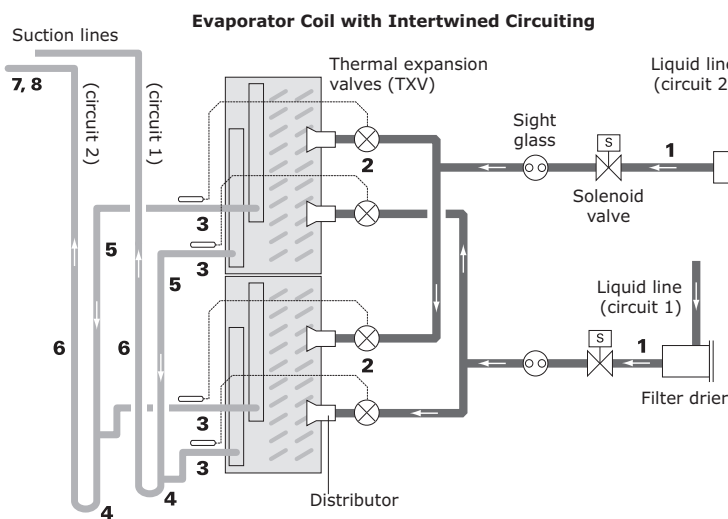 Evaporator Coil with Intertwined Circuiting
Suction lines
7, 8
(circuit 2)
(circuit 1)
Thermal expansion
valves (TXV)
Liquid line
(circuit 2
Sight
glass
S
1
2
Solenoid
valve
3
3
5
5
Liquid line
(circuit 1)
S
6
6
2
1
Filter drier
3
3
4
4
Distributor